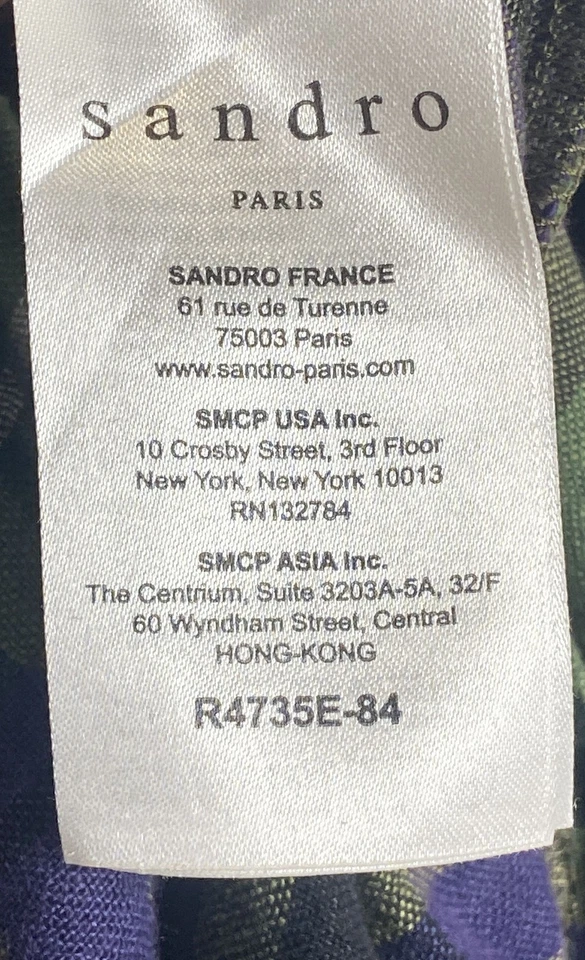 sandro
PARIS
SANDRO FRANCE
61 rue de Turenne
75003 Paris
www.sandro-paris.com
SMCP USA Inc.
10 Crosby Street, 3rd Floor
New York, New York 10013
RN132784
SMCP ASIA Inc.
The Centrium, Suite 3203A-5A, 32/F
60 Wyndham Street, Central
HONG-KONG
R4735E-84